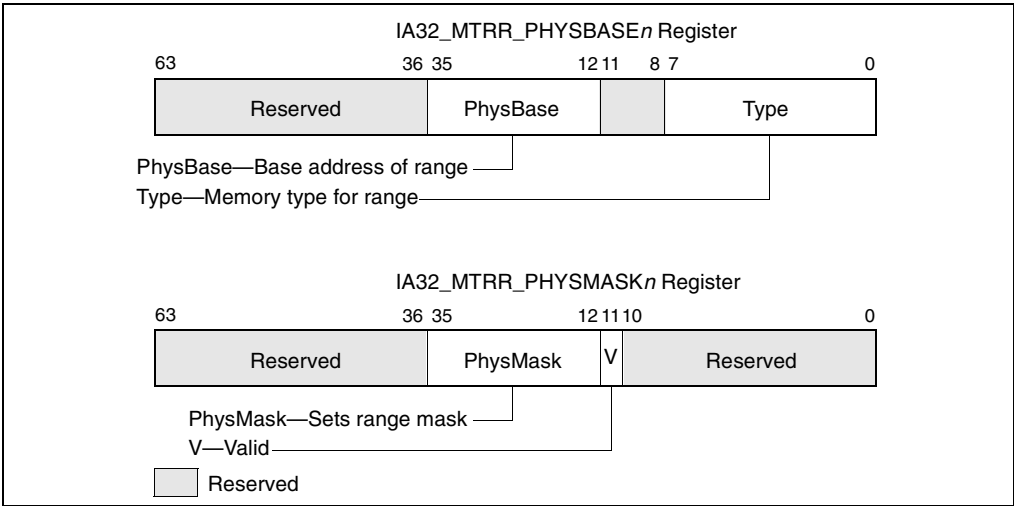 IA32_MTRR_PHYSBASEn Register
63 36 35 12 11 8 7 0
Reserved PhysBase Type
PhysBase—Base address of range
Type—Memory type for range
IA32_MTRR_PHYSMASKn Register
63 36 35 12 11 10 0
Reserved PhysMask V Reserved
PhysMask—Sets range mask
V—Valid
Reserved